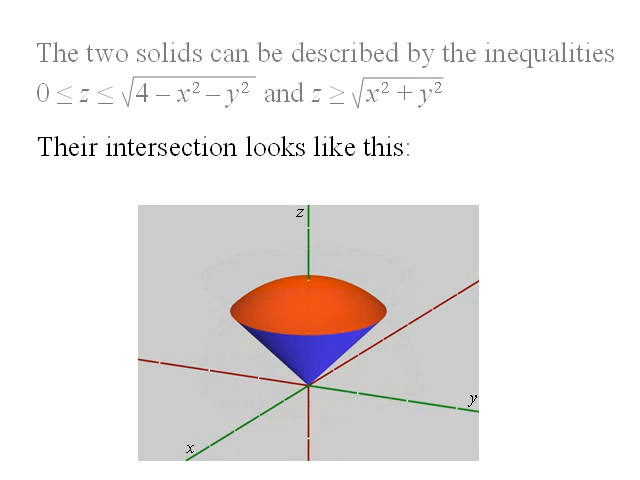 The two solids can be described by the inequalities
0 ≤ z ≤ √4 – x² – y² and z ≥ √x² + y²
Their intersection looks like this:
z
y
x